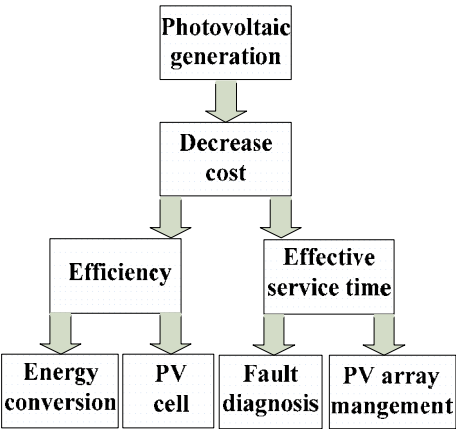 Photovoltaic
generation
Decrease
cost
Efficiency
Effective
service time
Energy
conversion
PV
cell
Fault
diagnosis
PV array
mangement